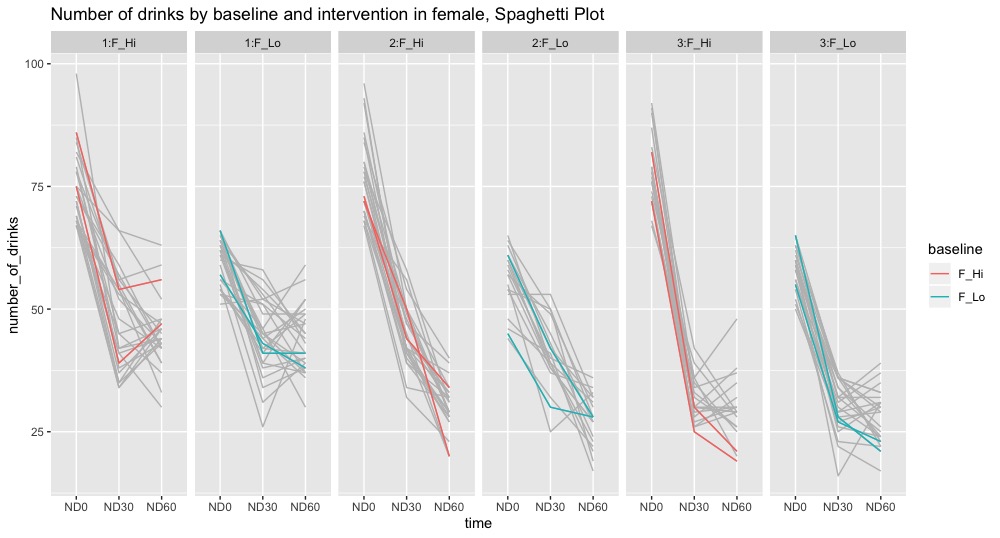 Number of drinks by baseline and intervention in female, Spaghetti Plot
1:F_Hi 1:F_Lo 2:F_Hi 2:F_Lo 3:F_Hi 3:F_Lo
100
75
50
25
number_of_drinks
ND0 ND30 ND60 ND0 ND30 ND60 ND0 ND30 ND60 ND0 ND30 ND60 ND0 ND30 ND60 ND0 ND30 ND60
time
baseline
F_Hi
F_Lo